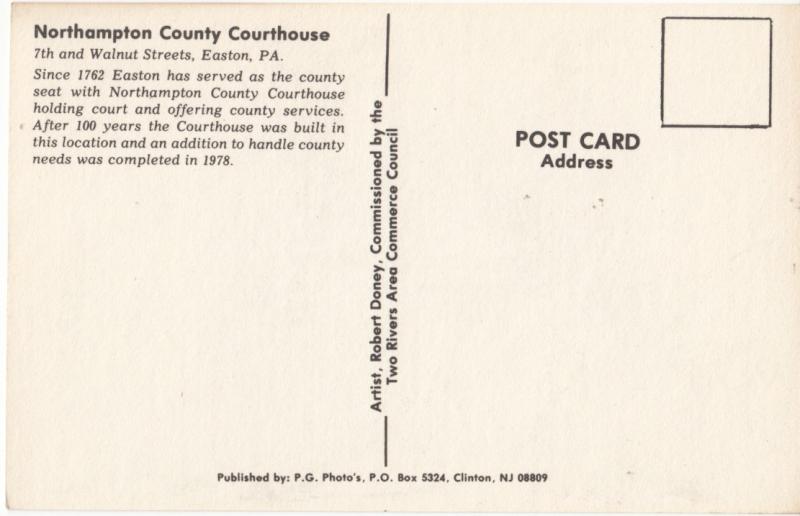 Northampton County Courthouse
7th and Walnut Streets, Easton, PA.
Since 1762 Easton has served as the county
seat with Northampton County Courthouse
holding court and offering county services.
After 100 years the Courthouse was built in
this location and an addition to handle county
needs was completed in 1978.
Artist, Robert Doney, Commissioned by the
Two Rivers Area Commerce Council
POST CARD
Address
Published by: P.G. Photo's, P.O. Box 5324, Clinton, NJ 08809